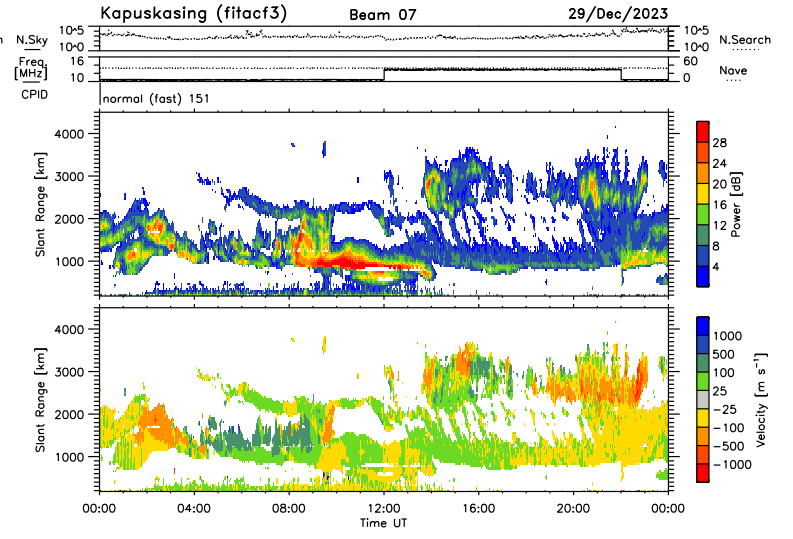 Kapuskasing (fitacf3) Beam 07 29/Dec/2023
N.Sky 10^5 10^5 N.Search
10^0 10^0
Freq. 16 60
[MHz] 10 0 Nave
CPID
normal (fast) 151
4000
3000
2000
1000
Slant Range [km]
28
24
20
16
12
8
4
Power [dB]
4000
3000
2000
1000
Slant Range [km]
1000
500
100
25
-25
-100
-500
-1000
Velocity [m s⁻¹]
00:00 04:00 08:00 12:00 16:00 20:00 00:00
Time UT